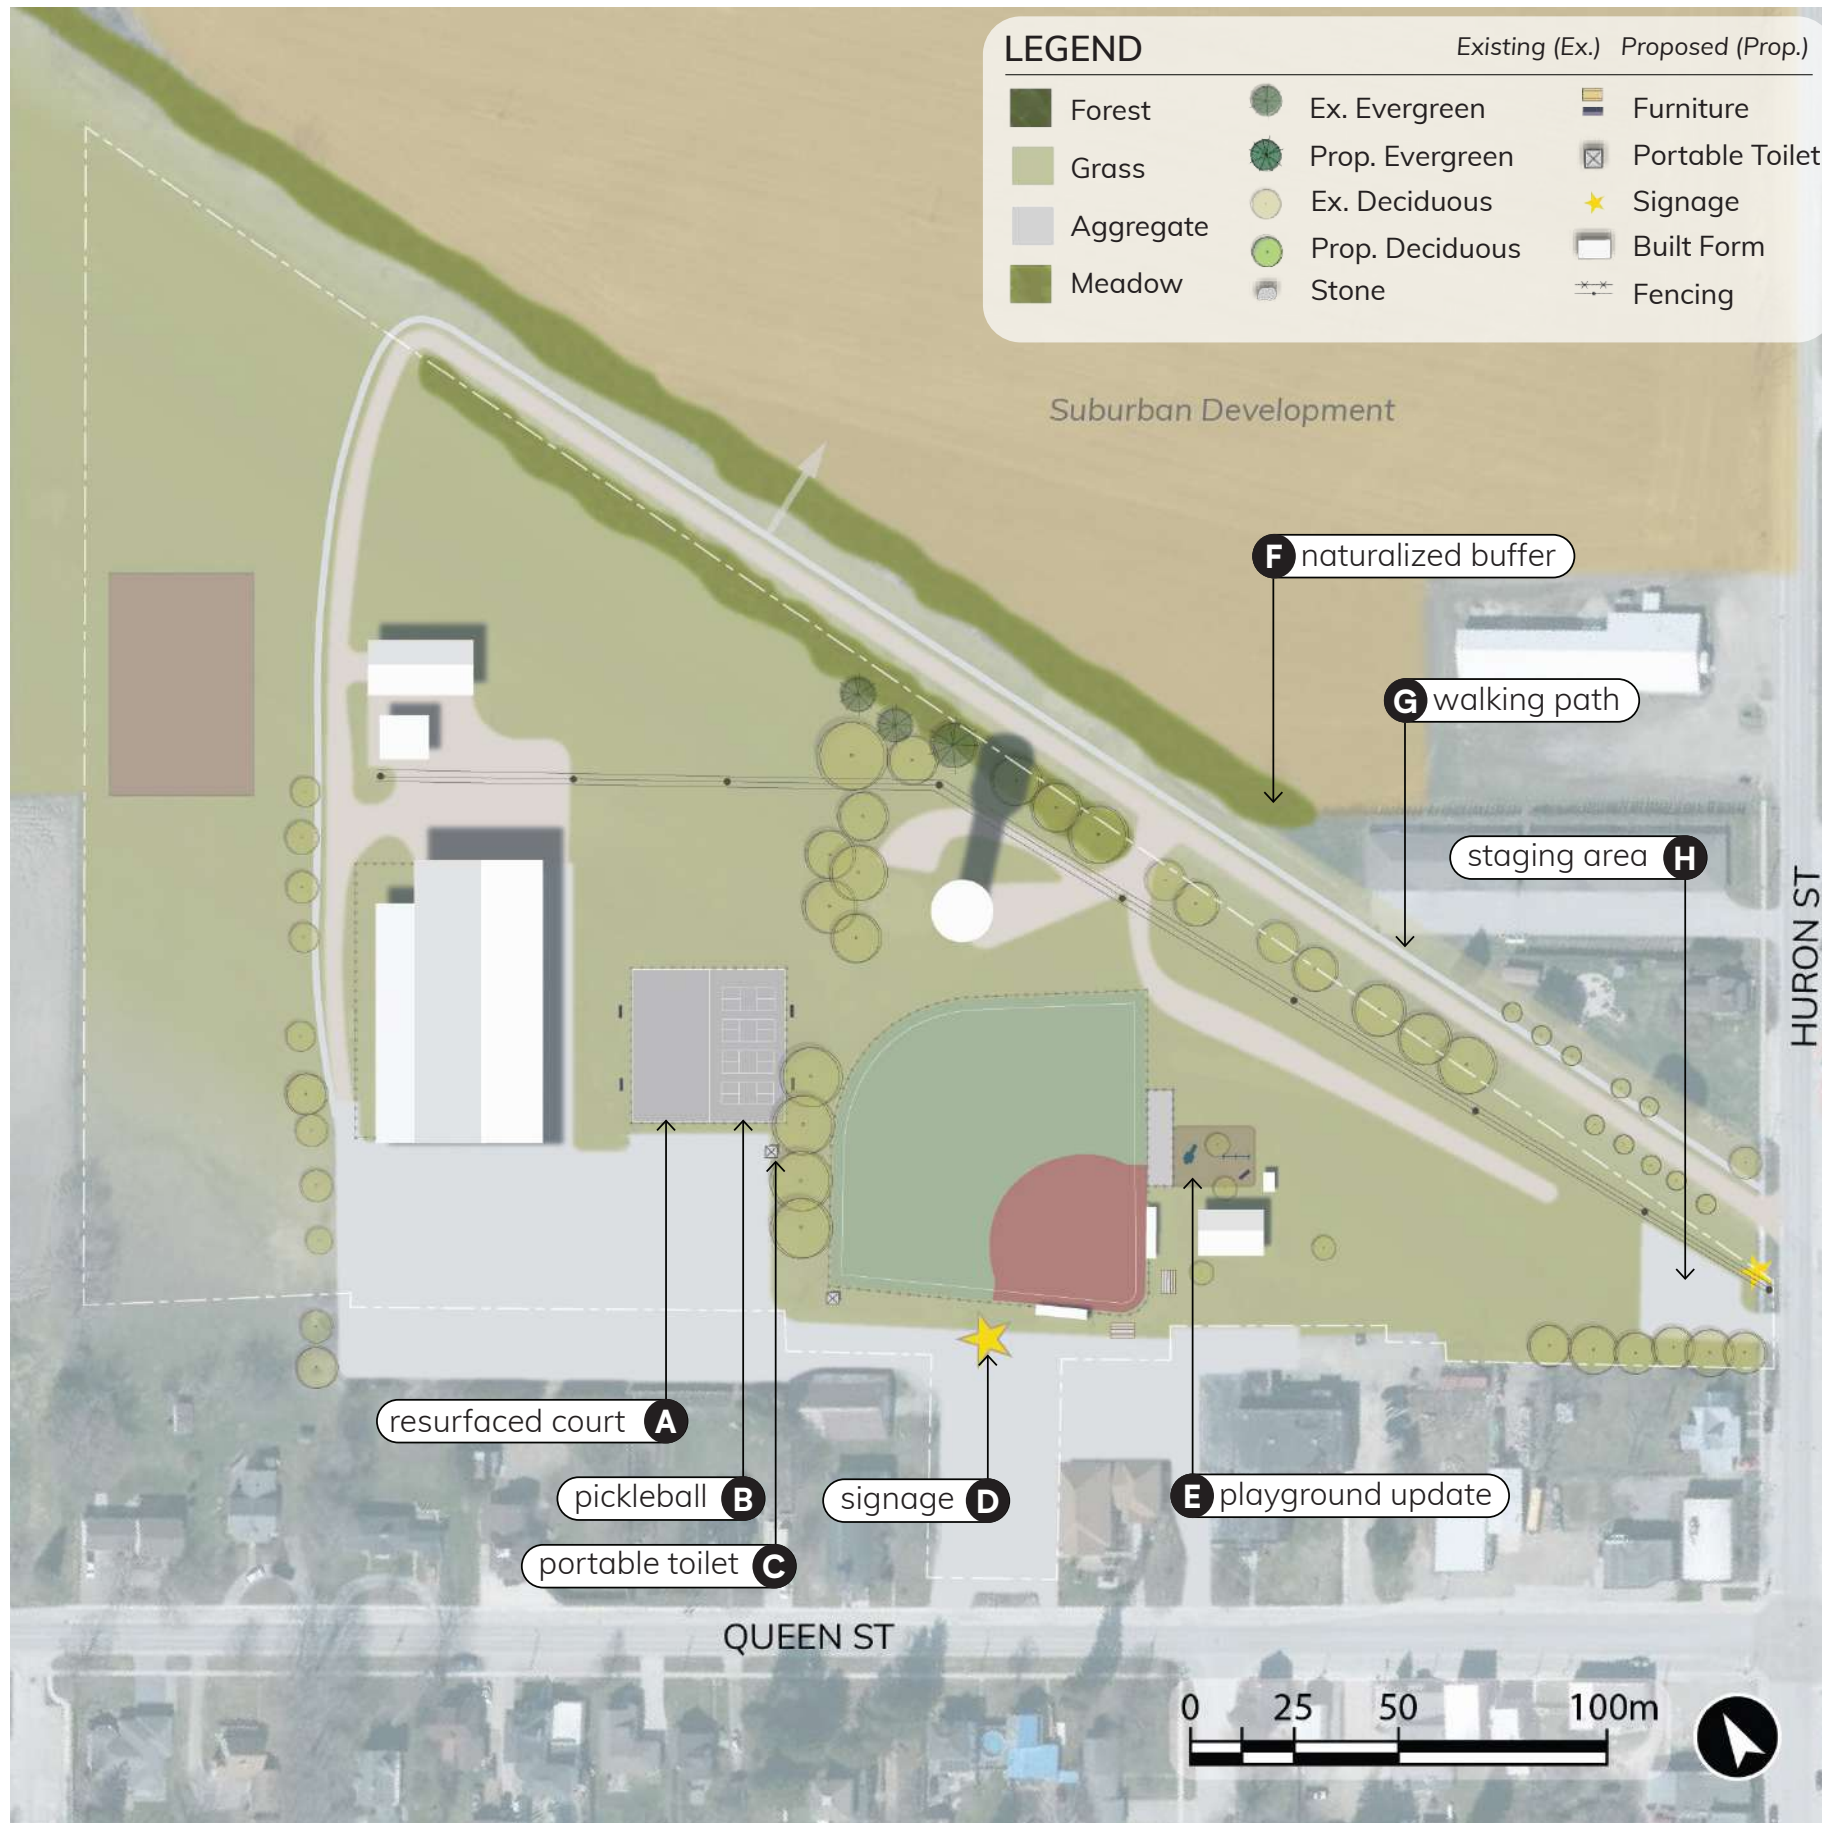 LEGEND
Existing (Ex.) Proposed (Prop.)
Forest
Grass
Aggregate
Meadow
Ex. Evergreen
Prop. Evergreen
Ex. Deciduous
Prop. Deciduous
Stone
Furniture
Portable Toilet
Signage
Built Form
Fencing
Suburban Development
F naturalized buffer
G walking path
staging area H
HURON ST
resurfaced court A
pickleball B
signage D
E playground update
portable toilet C
QUEEN ST
0 25 50 100m